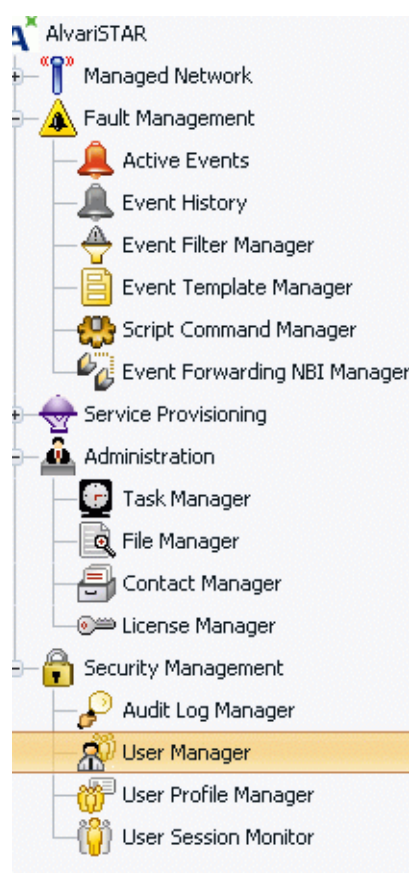 AlvariSTAR
Managed Network
Fault Management
Active Events
Event History
Event Filter Manager
Event Template Manager
Script Command Manager
Event Forwarding NBI Manager
Service Provisioning
Administration
Task Manager
File Manager
Contact Manager
License Manager
Security Management
Audit Log Manager
User Manager
User Profile Manager
User Session Monitor